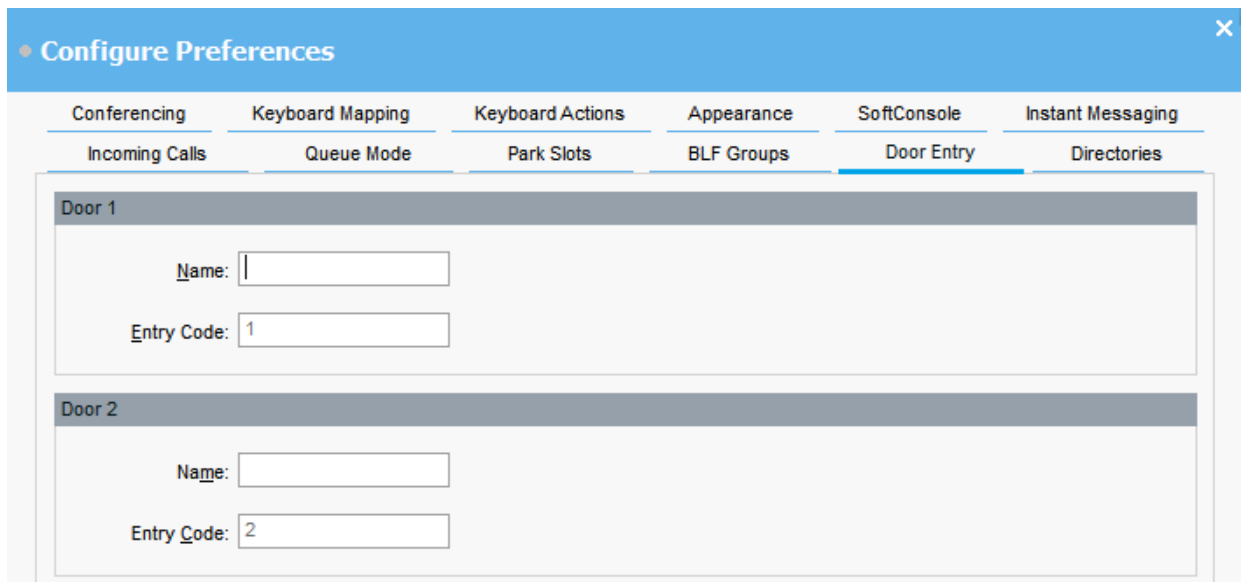 Configure Preferences
Conferencing Keyboard Mapping Keyboard Actions Appearance SoftConsole Instant Messaging
Incoming Calls Queue Mode Park Slots BLF Groups Door Entry Directories
Door 1
Name:
Entry Code: 1
Door 2
Name:
Entry Code: 2